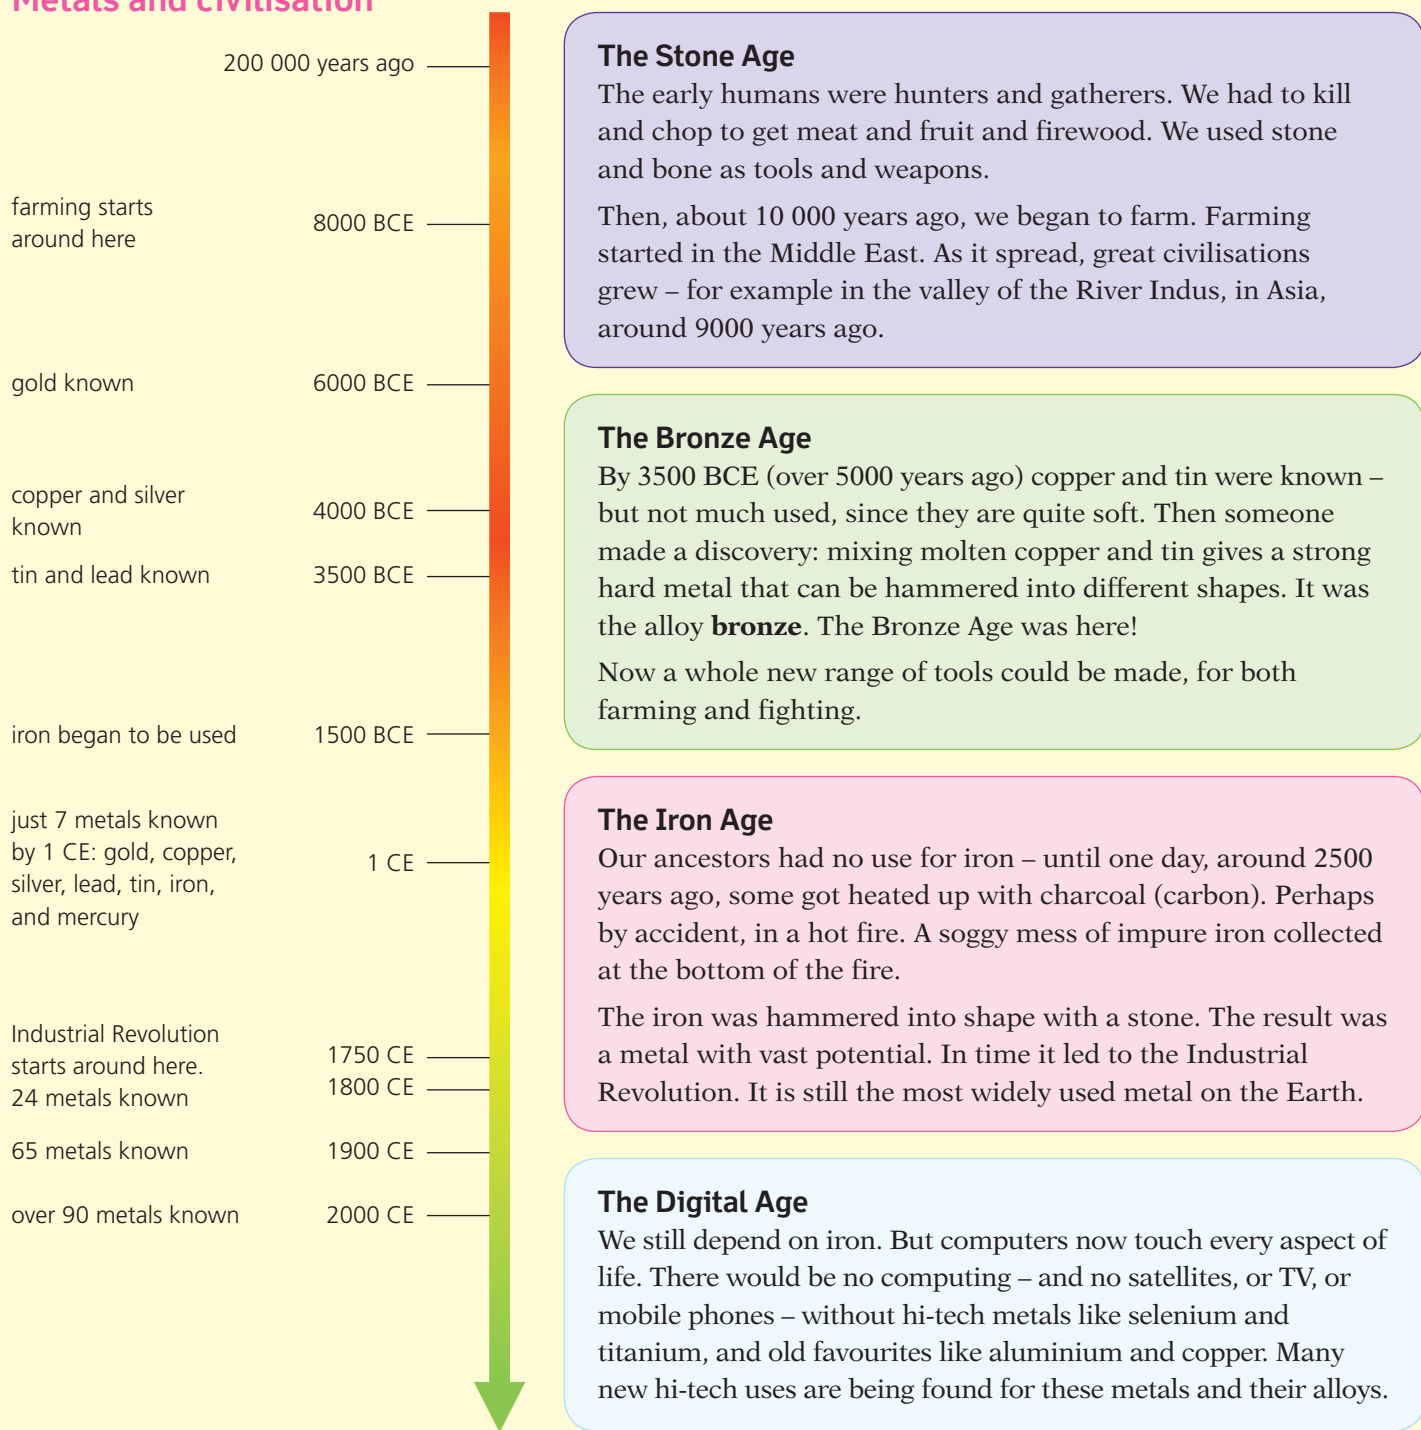 Metals and civilisation
200 000 years ago
farming starts
around here
8000 BCE
gold known
6000 BCE
copper and silver
known
4000 BCE
tin and lead known
3500 BCE
iron began to be used
1500 BCE
just 7 metals known
by 1 CE: gold, copper,
silver, lead, tin, iron,
and mercury
1 CE
Industrial Revolution
starts around here.
24 metals known
1750 CE
1800 CE
65 metals known
1900 CE
over 90 metals known
2000 CE
The Stone Age
The early humans were hunters and gatherers. We had to kill
and chop to get meat and fruit and firewood. We used stone
and bone as tools and weapons.
Then, about 10 000 years ago, we began to farm. Farming
started in the Middle East. As it spread, great civilisations
grew – for example in the valley of the River Indus, in Asia,
around 9000 years ago.
The Bronze Age
By 3500 BCE (over 5000 years ago) copper and tin were known –
but not much used, since they are quite soft. Then someone
made a discovery: mixing molten copper and tin gives a strong
hard metal that can be hammered into different shapes. It was
the alloy bronze. The Bronze Age was here!
Now a whole new range of tools could be made, for both
farming and fighting.
The Iron Age
Our ancestors had no use for iron – until one day, around 2500
years ago, some got heated up with charcoal (carbon). Perhaps
by accident, in a hot fire. A soggy mess of impure iron collected
at the bottom of the fire.
The iron was hammered into shape with a stone. The result was
a metal with vast potential. In time it led to the Industrial
Revolution. It is still the most widely used metal on the Earth.
The Digital Age
We still depend on iron. But computers now touch every aspect of
life. There would be no computing – and no satellites, or TV, or
mobile phones – without hi-tech metals like selenium and
titanium, and old favourites like aluminium and copper. Many
new hi-tech uses are being found for these metals and their alloys.